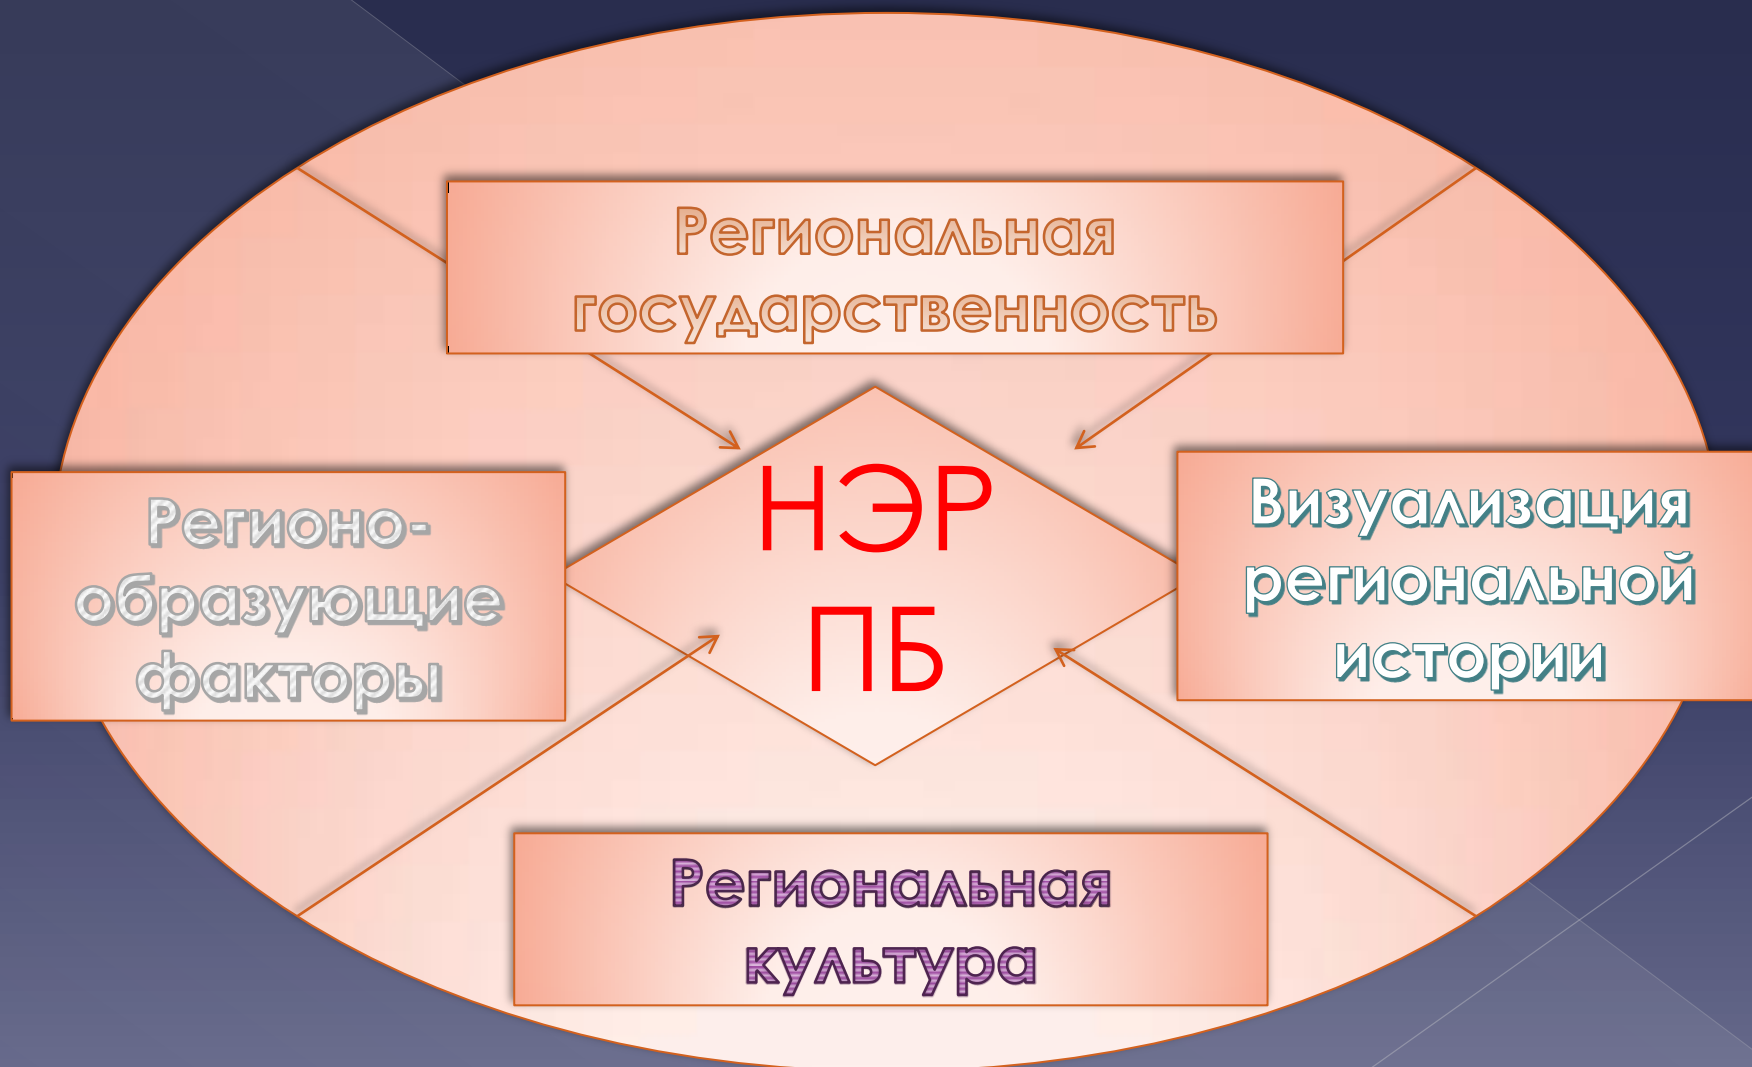 Региональная
государственность
Регионо-
образующие
факторы
НЭР
ПБ
Визуализация
региональной
истории
Региональная
культура